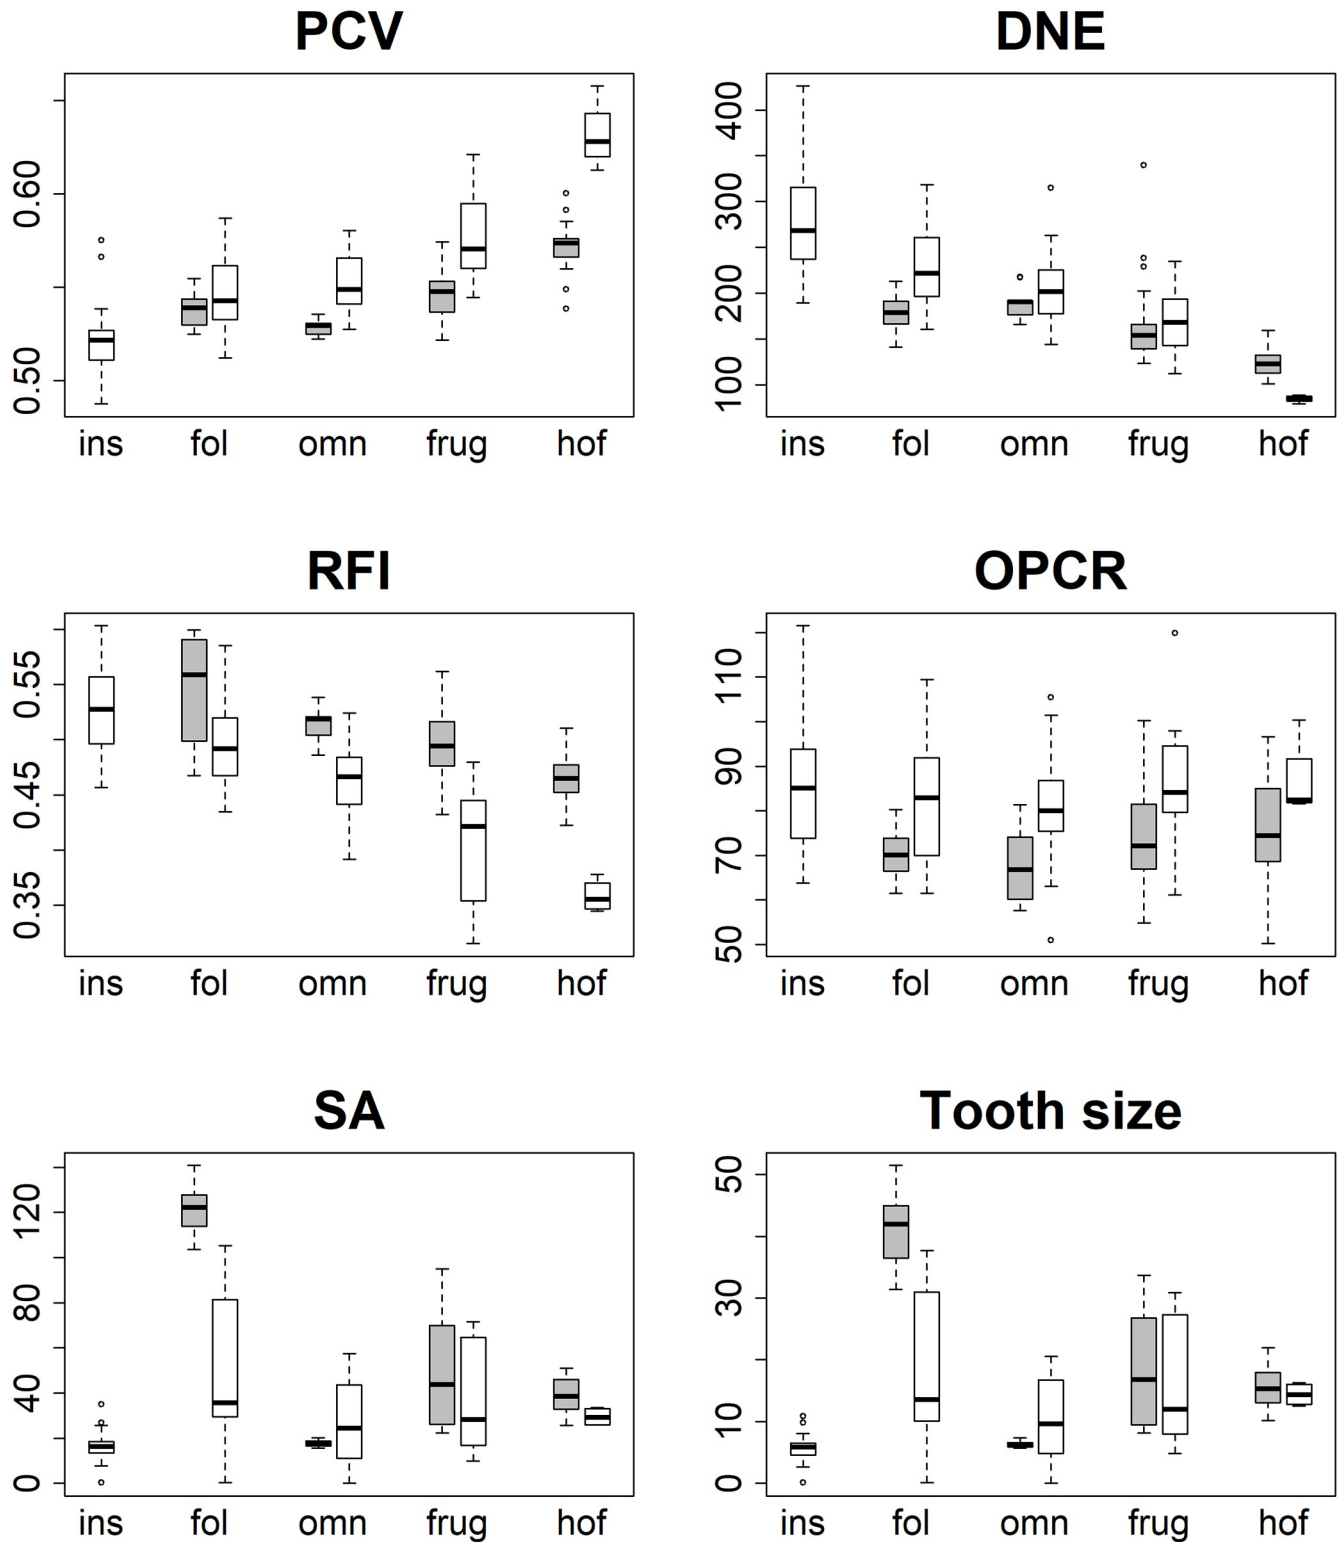 PCV
0.60
0.50
ins fol omn frug hof
DNE
400
300
200
100
ins fol omn frug hof
RFI
0.55
0.45
0.35
ins fol omn frug hof
OPCR
110
90
70
50
ins fol omn frug hof
SA
120
80
40
0
ins fol omn frug hof
Tooth size
50
30
10
0
ins fol omn frug hof